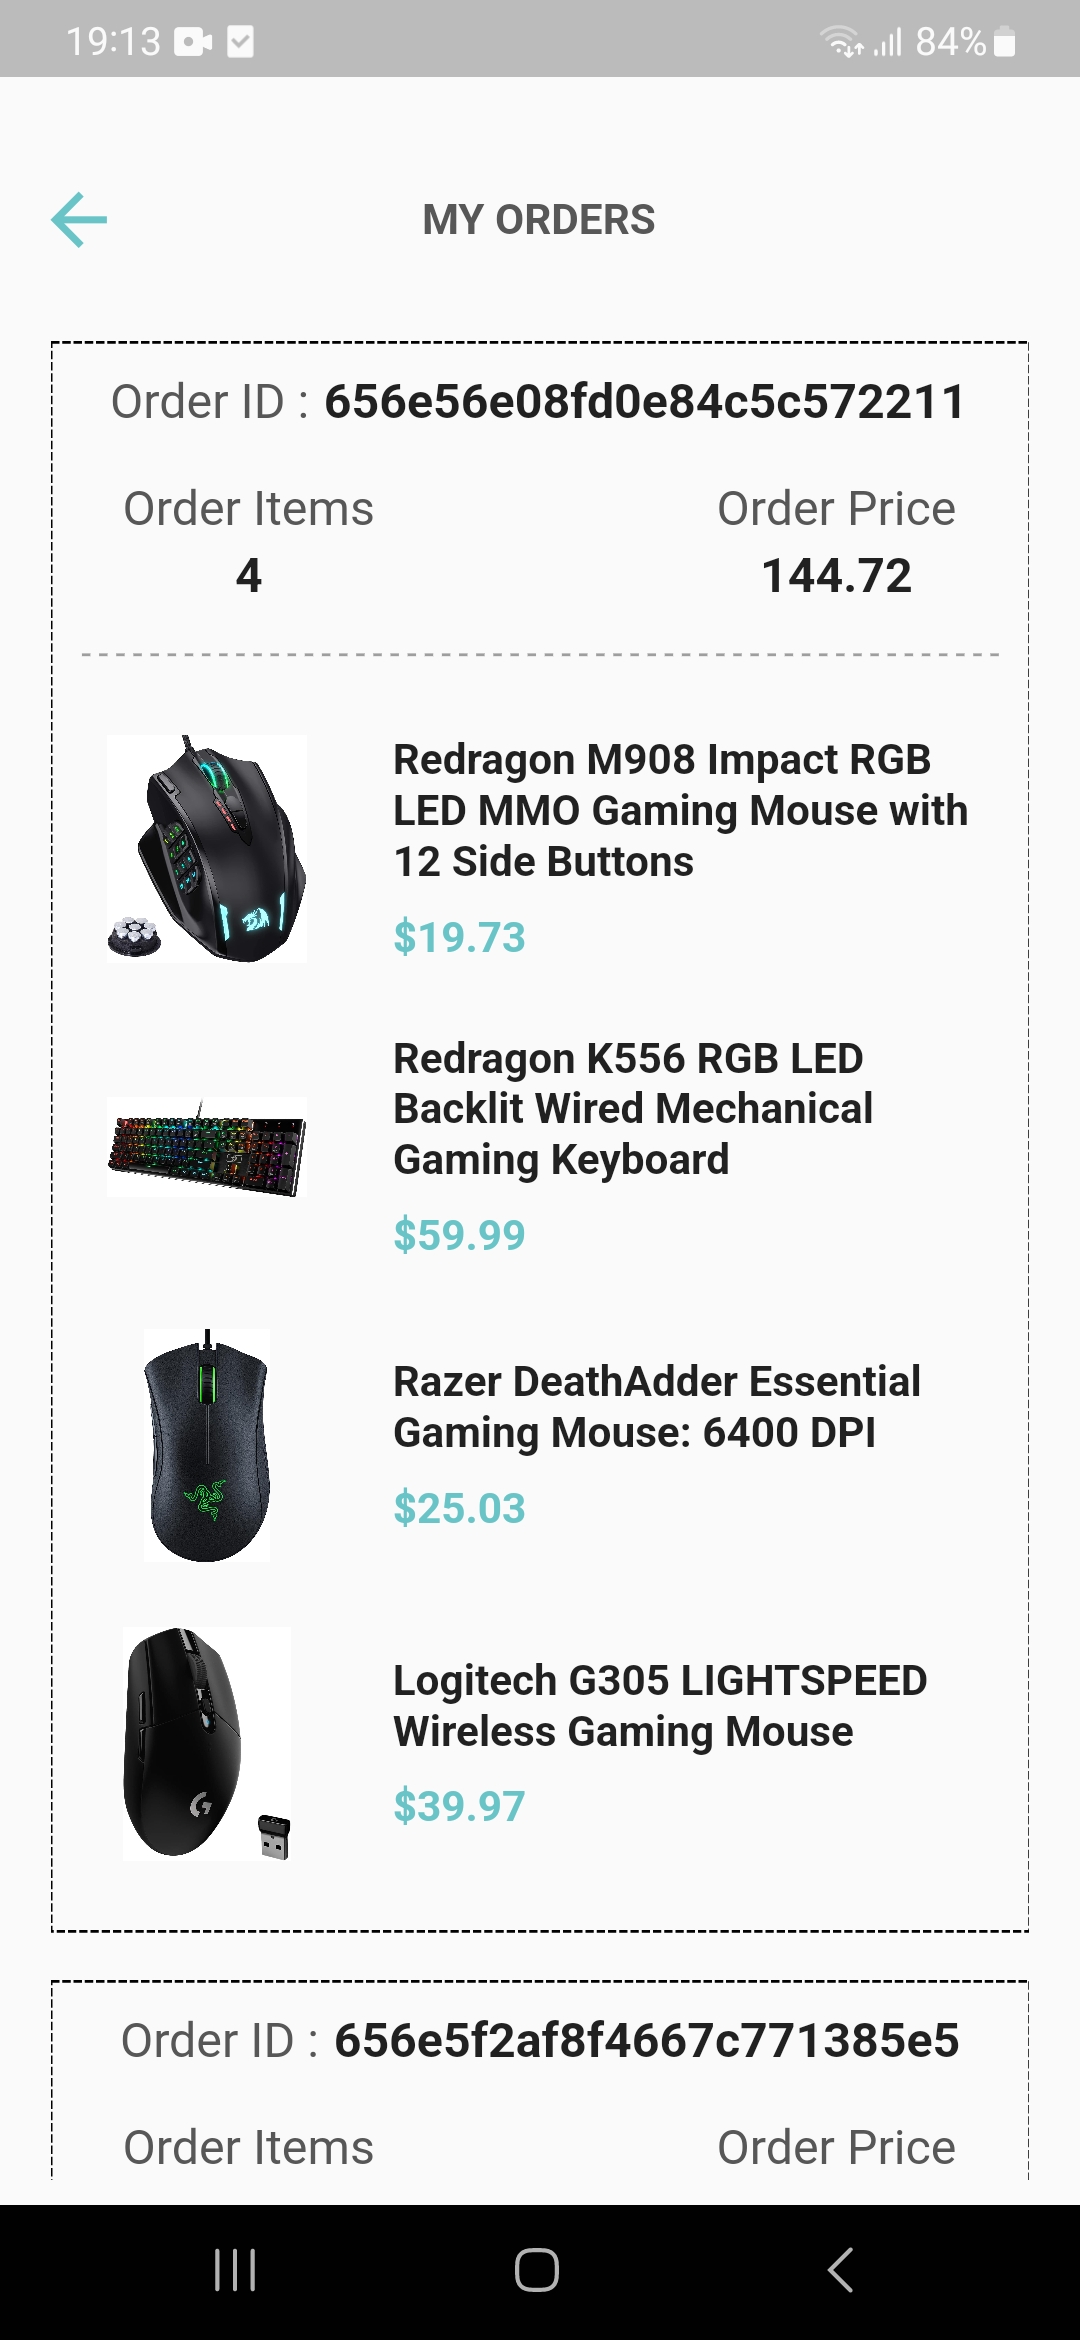 19:13
84%
MY ORDERS
Order ID : 656e56e08fd0e84c5c572211
Order Items
Order Price
4
144.72
Redragon M908 Impact RGB
LED MMO Gaming Mouse with
12 Side Buttons
$19.73
Redragon K556 RGB LED
Backlit Wired Mechanical
Gaming Keyboard
$59.99
Razer DeathAdder Essential
Gaming Mouse: 6400 DPI
$25.03
Logitech G305 LIGHTSPEED
Wireless Gaming Mouse
$39.97
Order ID : 656e5f2af8f4667c771385e5
Order Items
Order Price